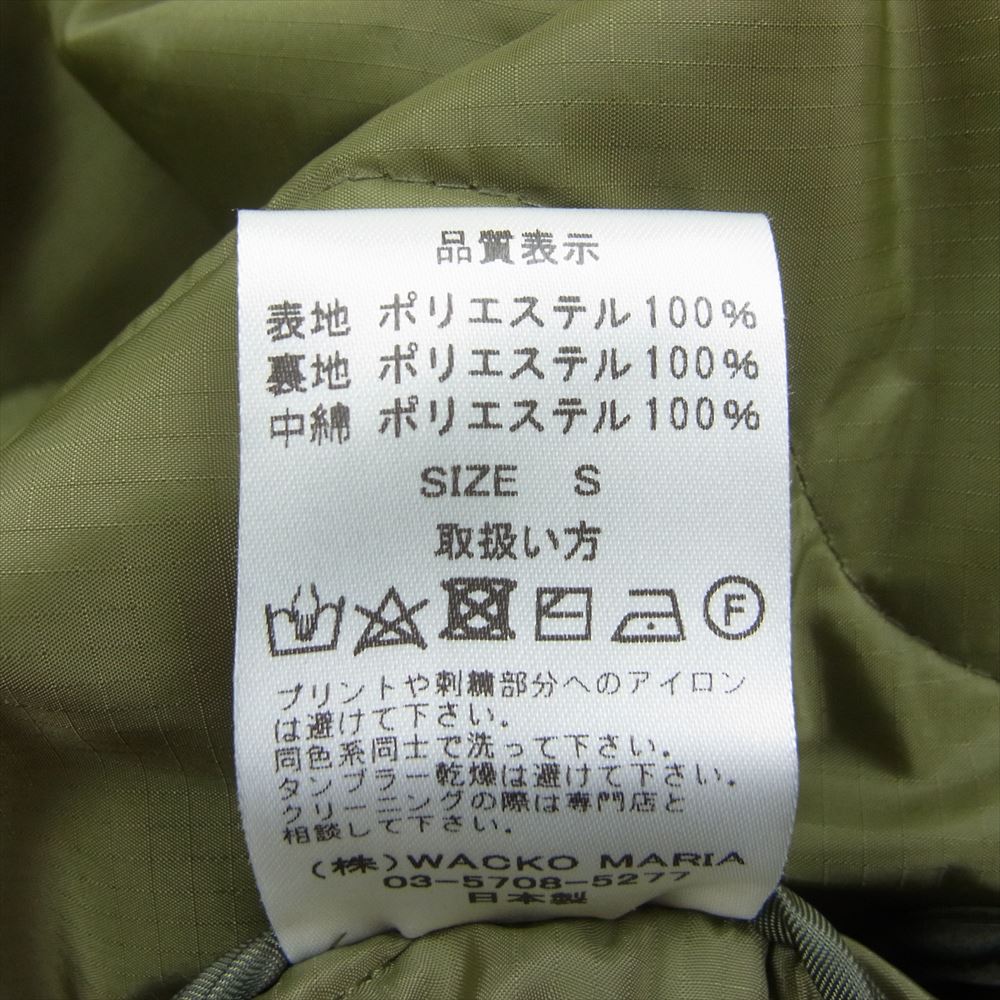 品質表示
表地 ポリエステル100%
裏地 ポリエステル100%
中綿 ポリエステル100%
SIZE S
取扱い方
F
プリントや刺繍部分へのアイロン
は避けて下さい。
同色系同士で洗って下さい。
タンブラー乾燥は避けて下さい。
クリーニングの際は専門店と
相談して下さい。
(株)WACKO MARIA
03-5708-5277
日本製